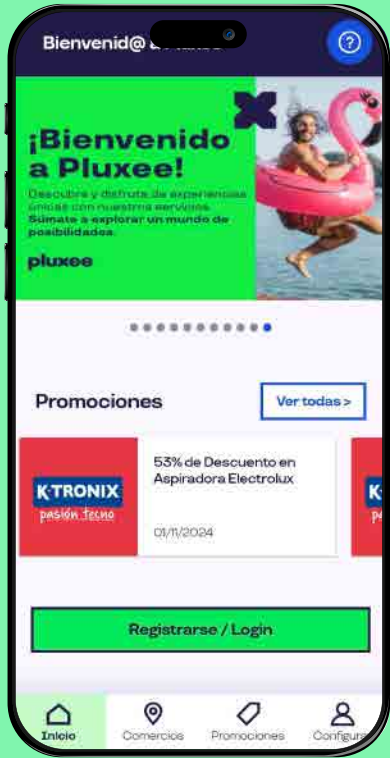 Bienvenid@ a
?
¡Bienvenido
a Pluxee!
Descubre y disfruta de experiencias
únicas con nuestros servicios.
Súmate a explorar un mundo de
posibilidades.
pluxee
Promociones
Ver todas >
K·TRONIX
pasión tecno
53% de Descuento en
Aspiradora Electrolux
01/11/2024
K
Registrarse / Login
Inicio
Comercios
Promociones
Configura